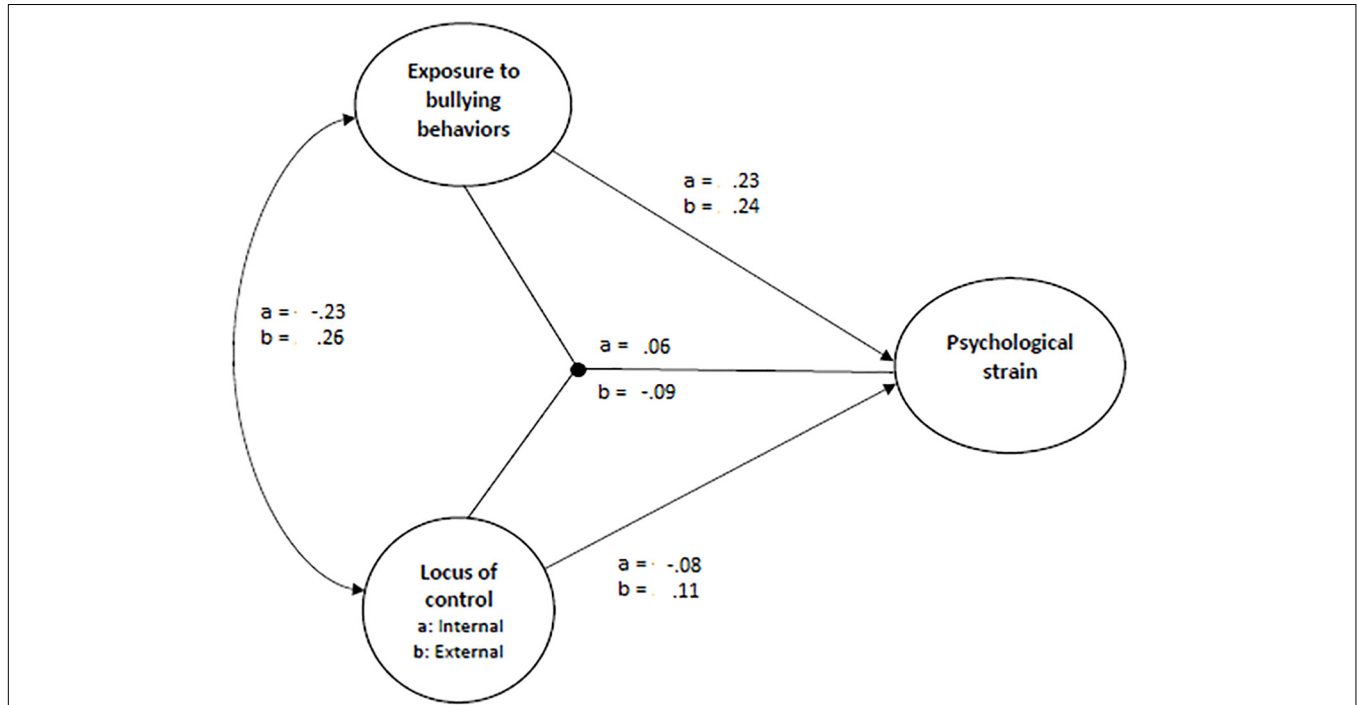 Exposure to
bullying
behaviors
a = .23
b = .24
a = -.23
b = .26
a = .06
b = -.09
Psychological
strain
a = -.08
b = .11
Locus of
control
a: Internal
b: External